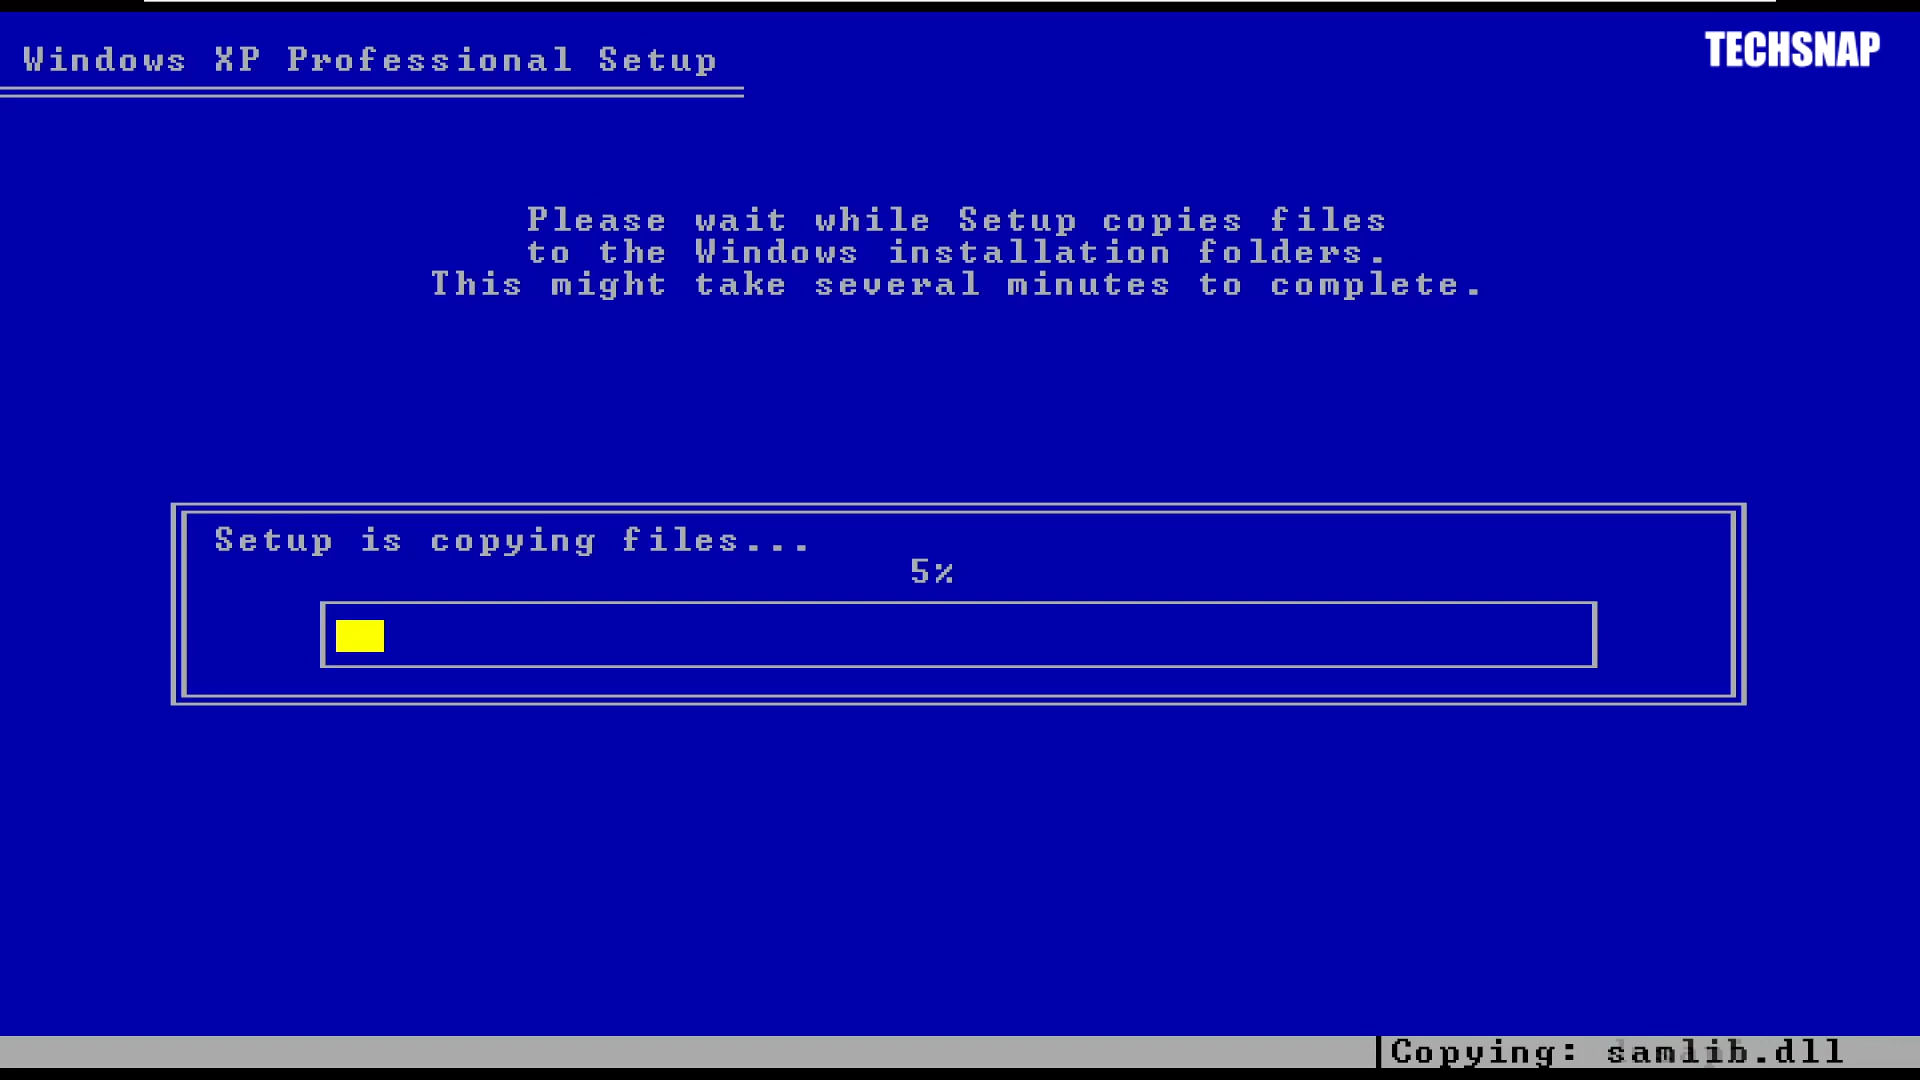 Windows XP Professional Setup
TECHSNAP
Please wait while Setup copies files
to the Windows installation folders.
This might take several minutes to complete.
Setup is copying files...
5%
Copying: samlib.dll